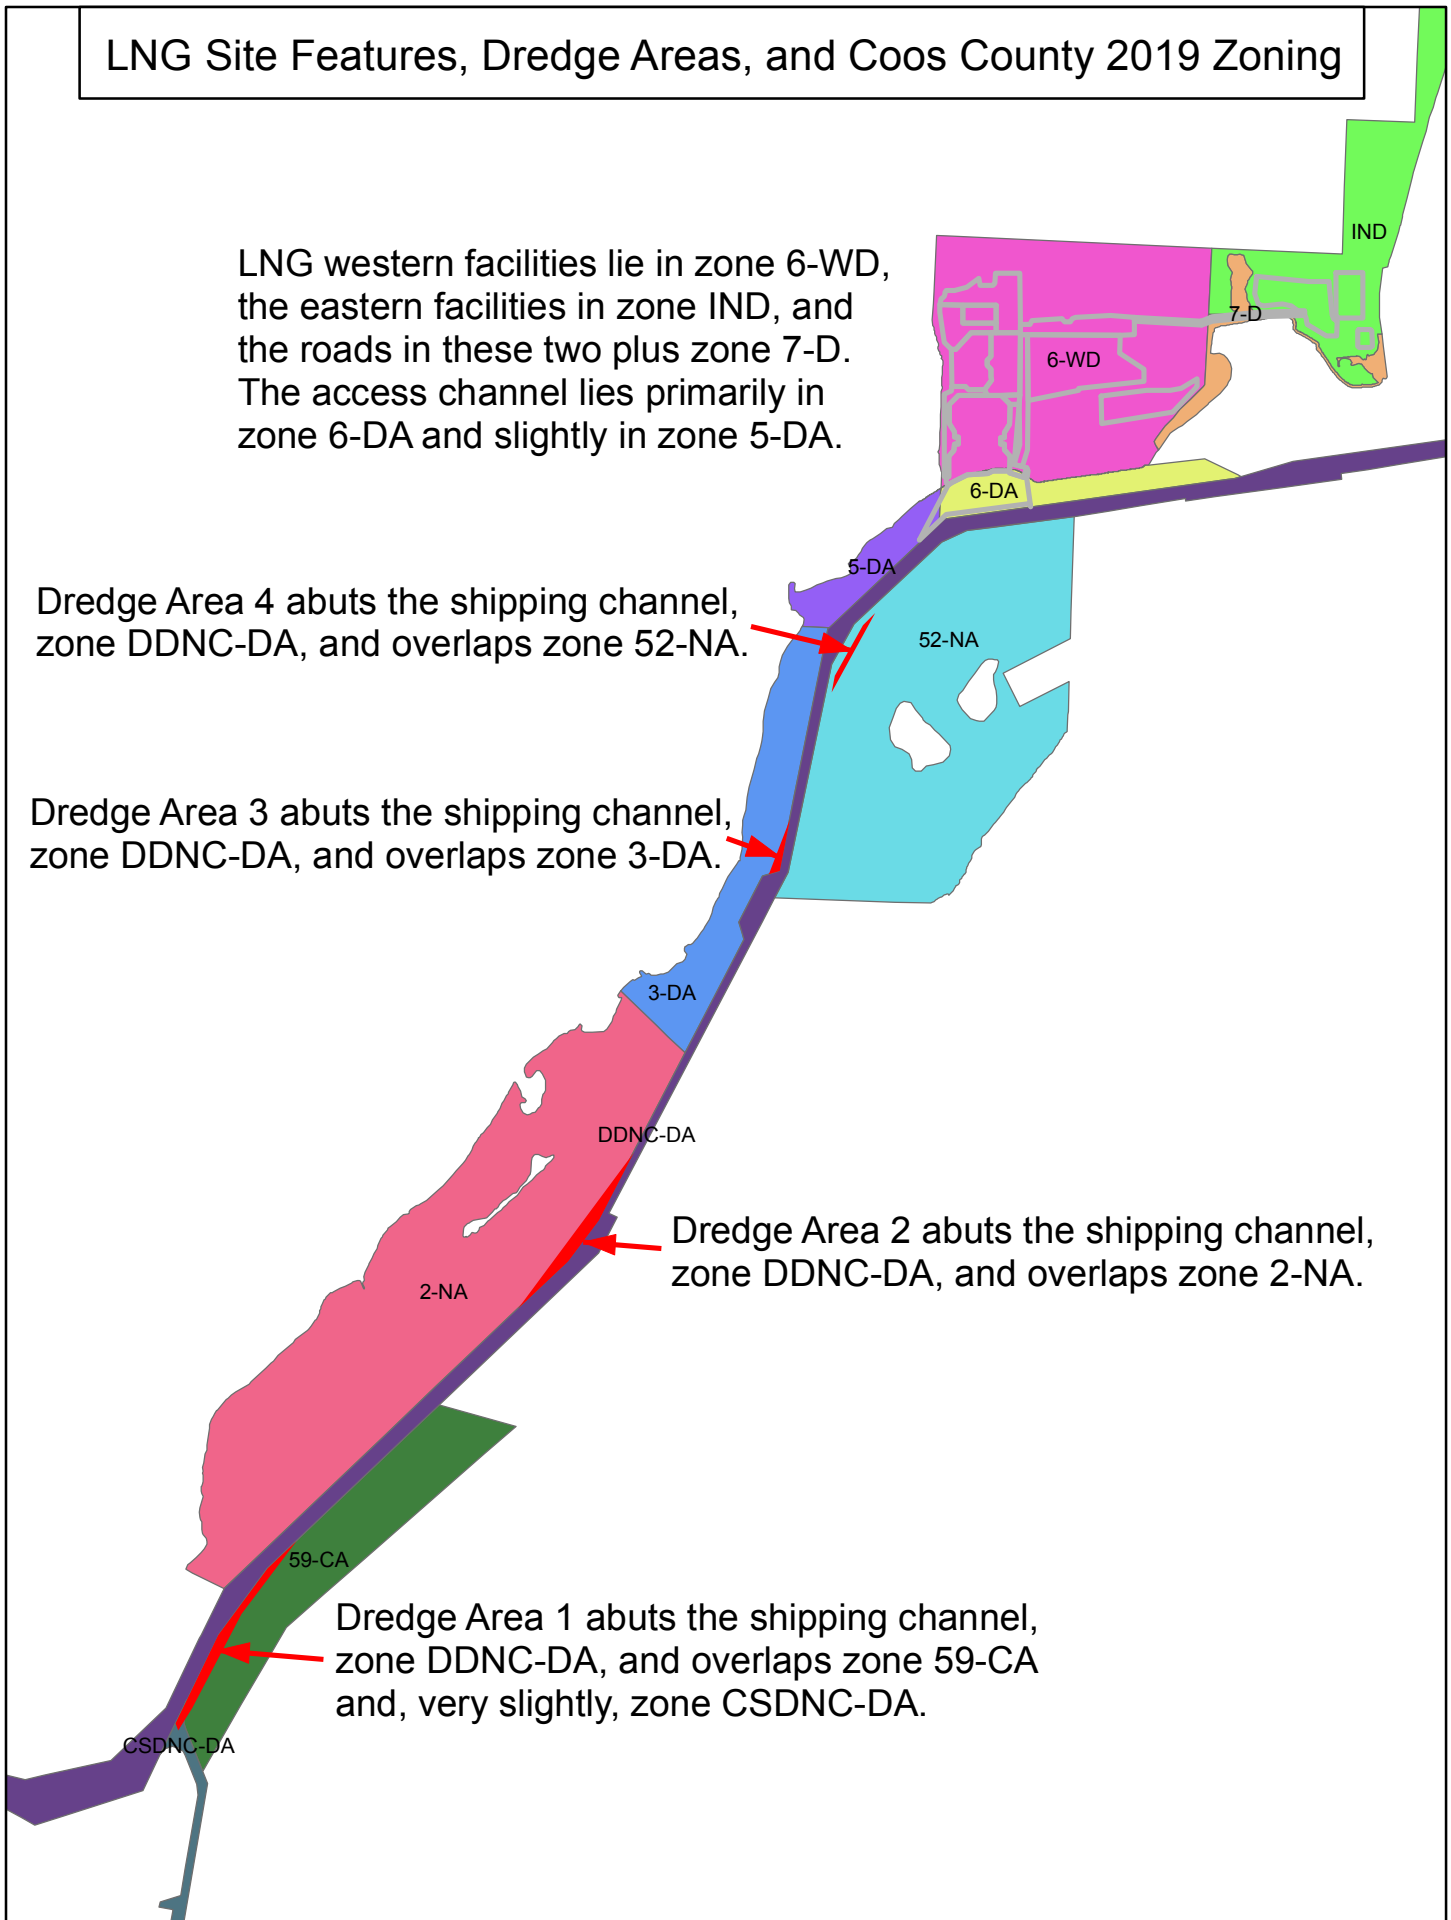 LNG Site Features, Dredge Areas, and Coos County 2019 Zoning
IND
LNG western facilities lie in zone 6-WD,
the eastern facilities in zone IND, and
the roads in these two plus zone 7-D.
The access channel lies primarily in
zone 6-DA and slightly in zone 5-DA.
7-D
6-WD
6-DA
5-DA
Dredge Area 4 abuts the shipping channel,
zone DDNC-DA, and overlaps zone 52-NA.
52-NA
Dredge Area 3 abuts the shipping channel,
zone DDNC-DA, and overlaps zone 3-DA.
3-DA
DDNC-DA
Dredge Area 2 abuts the shipping channel,
zone DDNC-DA, and overlaps zone 2-NA.
2-NA
59-CA
Dredge Area 1 abuts the shipping channel,
zone DDNC-DA, and overlaps zone 59-CA
and, very slightly, zone CSDNC-DA.
CSDNC-DA